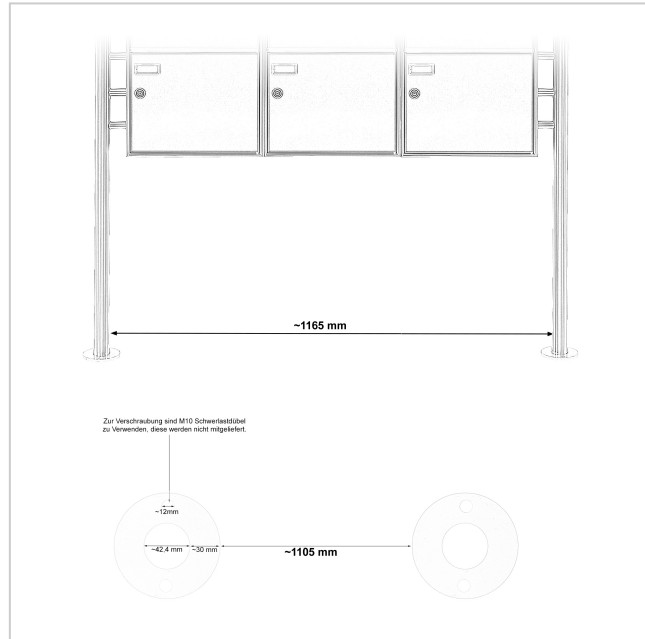 ~1165 mm
Zur Verschraubung sind M10 Schwerlastdübel
zu Verwenden, diese werden nicht mitgeliefert.
~12mm
~42,4 mm
~30 mm
~1105 mm